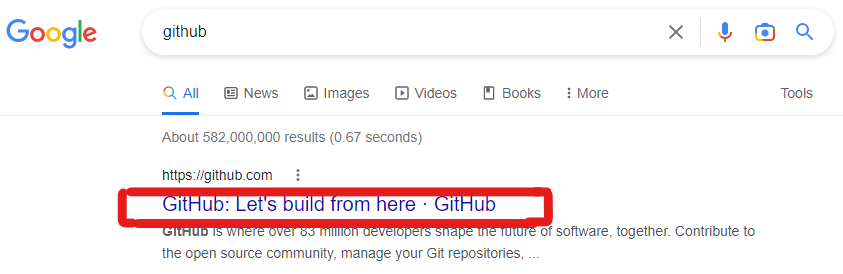 Google
github
All News Images Videos Books More Tools
About 582,000,000 results (0.67 seconds)
https://github.com
GitHub: Let's build from here · GitHub
GitHub is where over 83 million developers shape the future of software, together. Contribute to
the open source community, manage your Git repositories, ...